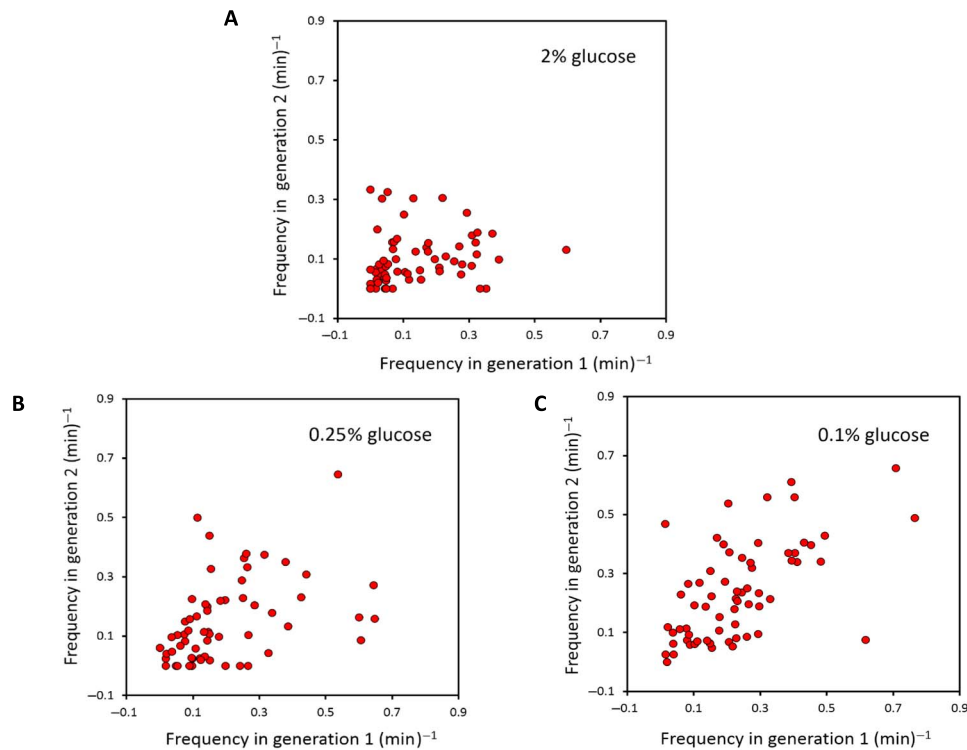 A
0.9
2% glucose
0.7
0.5
0.3
0.1
−0.1
−0.1 0.1 0.3 0.5 0.7 0.9
Frequency in generation 2 (min)⁻¹
Frequency in generation 1 (min)⁻¹
B
0.9
0.25% glucose
0.7
0.5
0.3
0.1
−0.1
−0.1 0.1 0.3 0.5 0.7 0.9
Frequency in generation 2 (min)⁻¹
Frequency in generation 1 (min)⁻¹
C
0.9
0.1% glucose
0.7
0.5
0.3
0.1
−0.1
−0.1 0.1 0.3 0.5 0.7 0.9
Frequency in generation 2 (min)⁻¹
Frequency in generation 1 (min)⁻¹